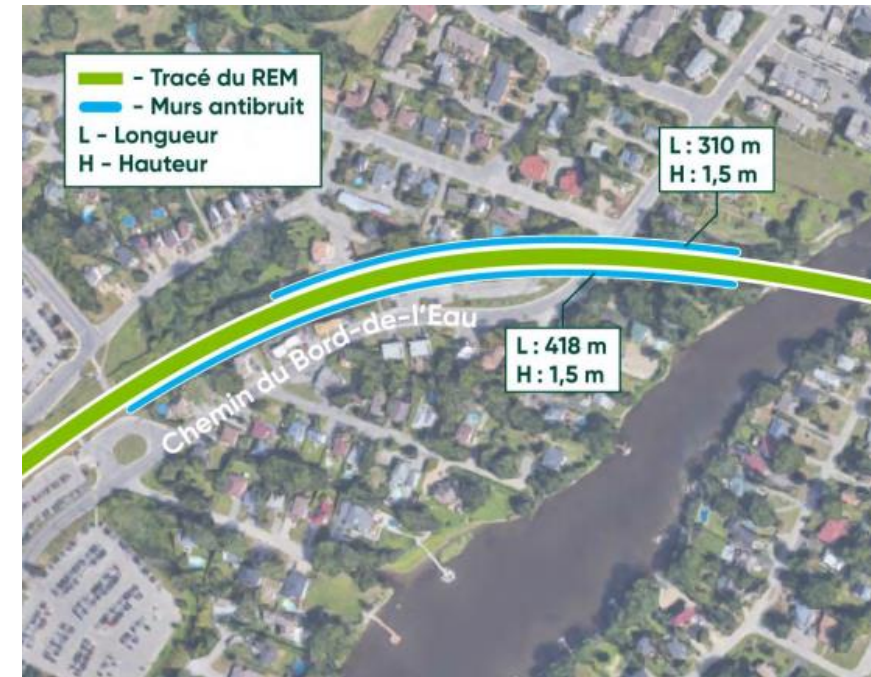 - Tracé du REM
- Murs antibruit
L - Longueur
H - Hauteur
L : 310 m
H : 1,5 m
Chemin du Bord-de-l'Eau
L : 418 m
H : 1,5 m